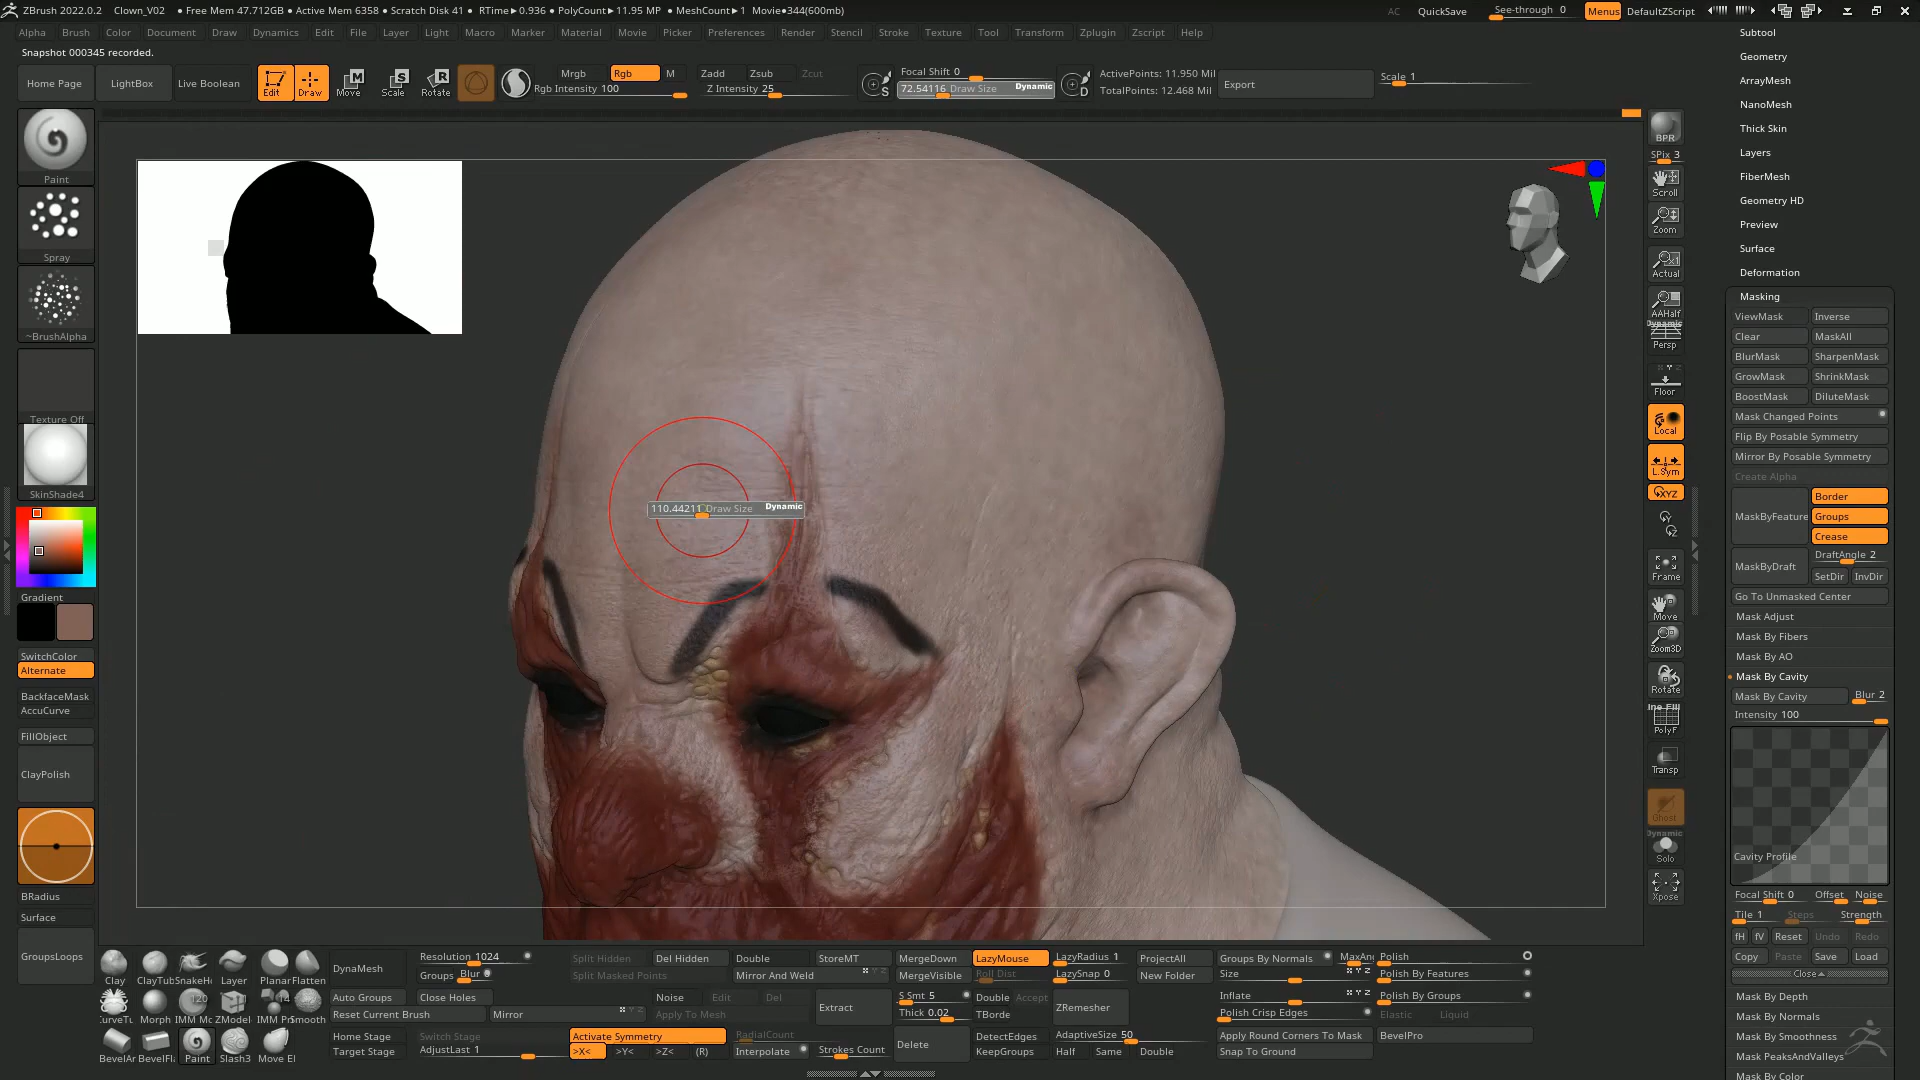 ZBrush 2022.0.2 Clown_V02 • Free Mem 47.712GB • Active Mem 6358 • Scratch Disk 41 • RTime▸0.936 • PolyCount▸11.95 MP • MeshCount▸1 Movie●344(600mb) AC QuickSave See-through 0 Menus DefaultZScript
Alpha Brush Color Document Draw Dynamics Edit File Layer Light Macro Marker Material Movie Picker Preferences Render Stencil Stroke Texture Tool Transform Zplugin Zscript Help
Snapshot 000345 recorded.
Home Page LightBox Live Boolean Edit Draw Move Scale Rotate
Mrgb Rgb M Zadd Zsub Zcut
Rgb Intensity 100 Z Intensity 25
S Focal Shift 0
72.54116 Draw Size Dynamic D
ActivePoints: 11.950 Mil
TotalPoints: 12.468 Mil
Export Scale 1
Paint
Spray
~BrushAlpha
Texture Off
SkinShade4
Gradient
SwitchColor
Alternate
BackfaceMask
AccuCurve
FillObject
ClayPolish
BRadius
Surface
GroupsLoops
110.44211 Draw Size Dynamic
BPR
SPix 3
Scroll
Zoom
Actual
AAHalf
Dynamic
Persp
Floor
Local
L.Sym
XYZ
Frame
Move
Zoom3D
Rotate
PolyF
Transp
Ghost
Dynamic
Solo
Xpose
Subtool
Geometry
ArrayMesh
NanoMesh
Thick Skin
Layers
FiberMesh
Geometry HD
Preview
Surface
Deformation
Masking
ViewMask Inverse
Clear MaskAll
BlurMask SharpenMask
GrowMask ShrinkMask
BoostMask DiluteMask
Mask Changed Points
Flip By Posable Symmetry
Mirror By Posable Symmetry
Create Alpha
MaskByFeature Border
Groups
Crease
MaskByDraft DraftAngle 2
SetDir InvDir
Go To Unmasked Center
Mask Adjust
Mask By Fibers
Mask By AO
Mask By Cavity
Mask By Cavity Blur 2
Intensity 100
Cavity Profile
Focal Shift 0 Offset Noise
Tile 1 Steps Strength
fH fV Reset Undo Redo
Copy Paste Save Load
Close
Mask By Depth
Mask By Normals
Mask By Smoothness
Mask PeaksAndValleys
Mask By Color
Clay ClayTub SnakeHo Layer Planar Flatten
CurveTu Morph 120 IMM Mc ZModel 14 IMM Pr Smooth
BevelAr BevelFl Paint Slash3 Move El
DynaMesh Resolution 1024
Groups Blur
Auto Groups Close Holes
Reset Current Brush Mirror
Home Stage Switch Stage
Target Stage AdjustLast 1
Split Hidden Del Hidden Double
Split Masked Points Mirror And Weld
Noise Edit Del
Apply To Mesh
Activate Symmetry RadialCount
>X< >Y< >Z< (R) Interpolate Strokes Count
StoreMT MergeDown LazyMouse LazyRadius 1 ProjectAll
MergeVisible Roll Dist LazySnap 0 New Folder
Extract S Smt 5 Double Accept ZRemesher
Thick 0.02 TBorde
Delete DetectEdges AdaptiveSize 50
KeepGroups Half Same Double
Groups By Normals MaxAn Polish
Size Polish By Features
Inflate Polish By Groups
Polish Crisp Edges Elastic Liquid
Apply Round Corners To Mask BevelPro
Snap To Ground